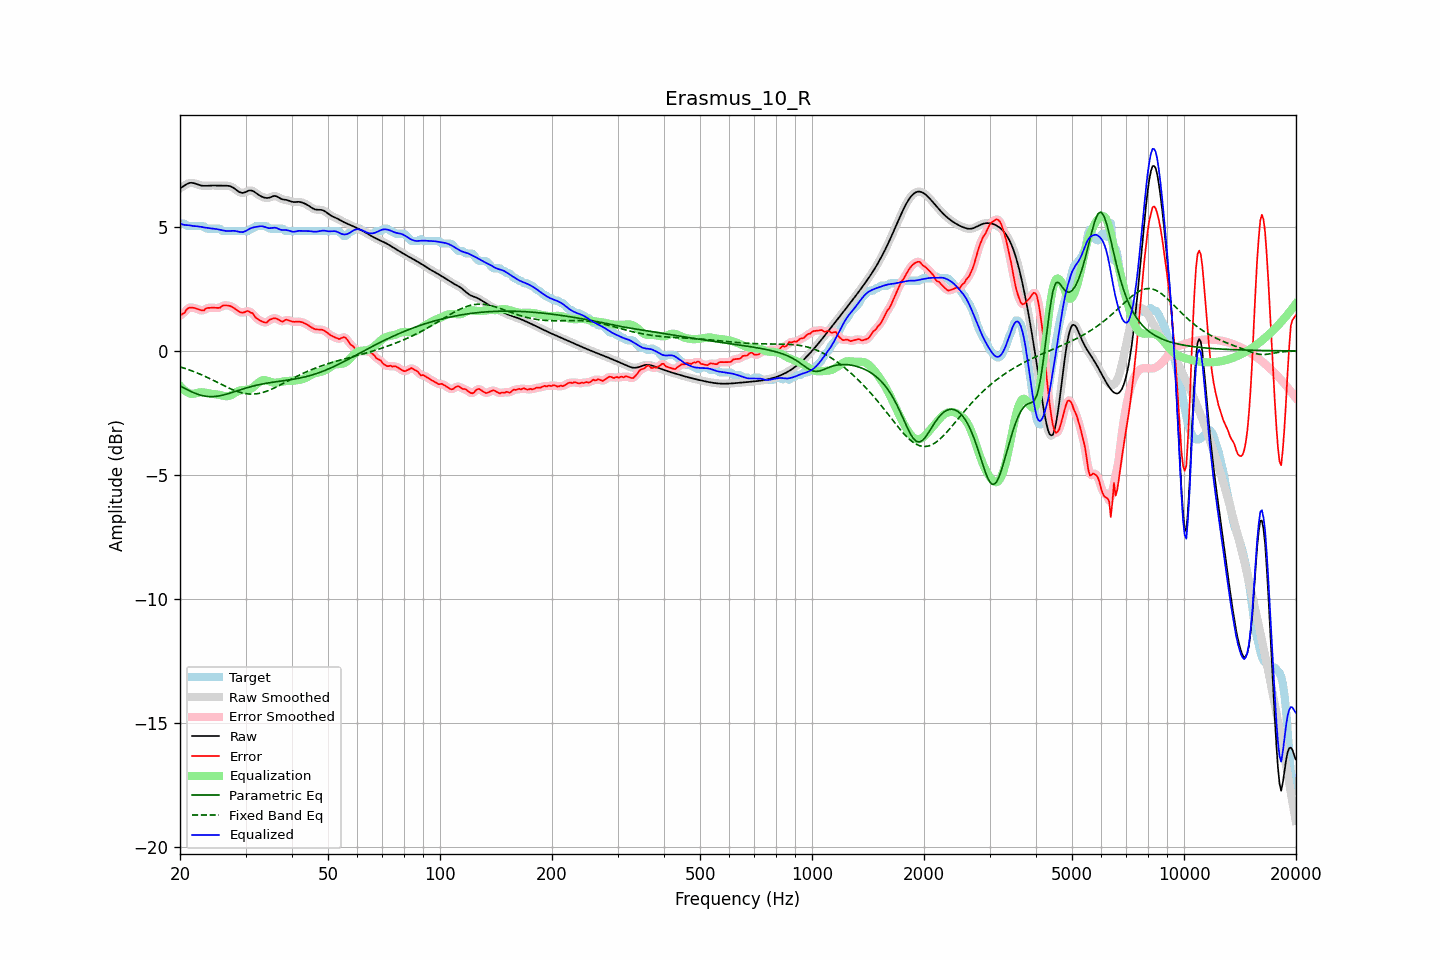 Erasmus_10_R
Amplitude (dBr)
5
0
−5
−10
−15
−20
Target
Raw Smoothed
Error Smoothed
Raw
Error
Equalization
Parametric Eq
Fixed Band Eq
Equalized
20 50 100 200 500 1000 2000 5000 10000 20000
Frequency (Hz)